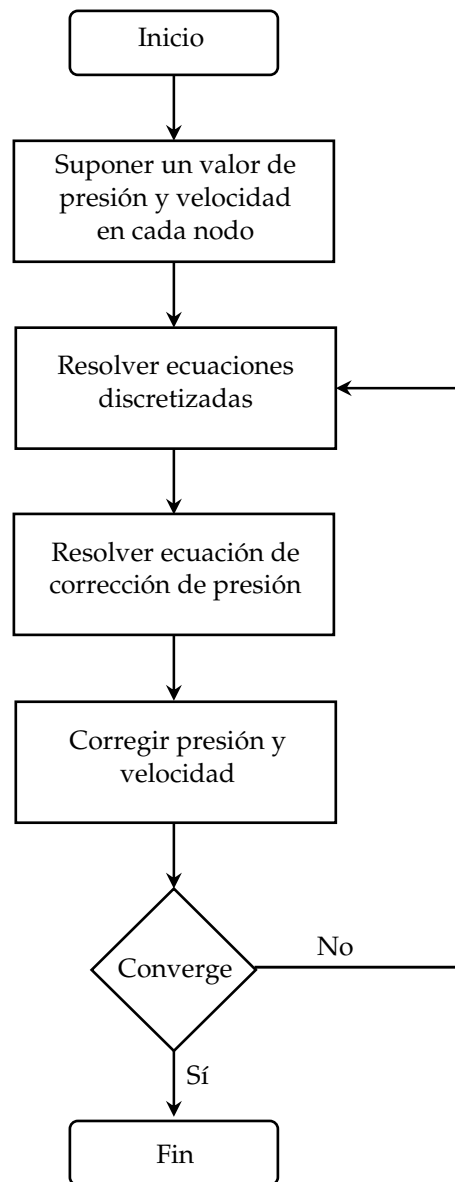 Inicio
Suponer un valor de
presión y velocidad
en cada nodo
Resolver ecuaciones
discretizadas
Resolver ecuación de
corrección de presión
Corregir presión y
velocidad
Converge
No
Sí
Fin